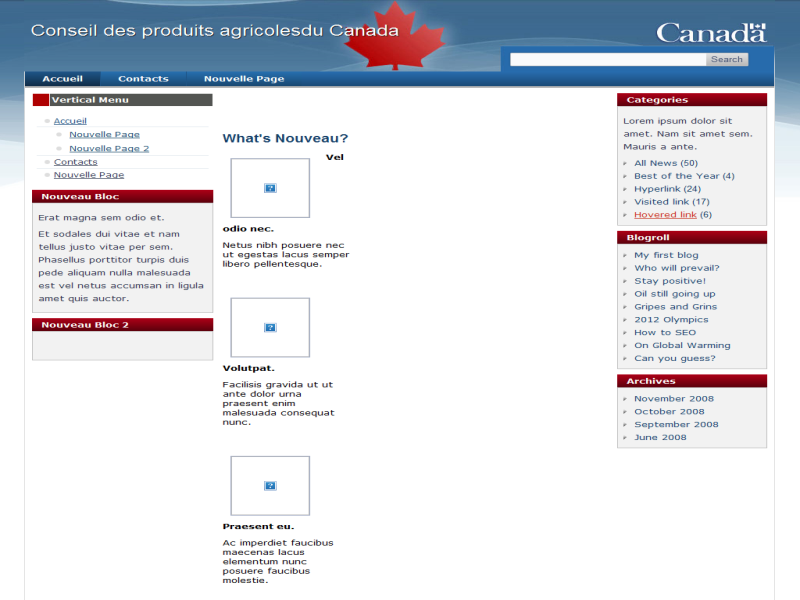 Conseil des produits agricolesdu Canada
Canada
Search
Accueil Contacts Nouvelle Page
Vertical Menu
Accueil
Nouvelle Page
Nouvelle Page 2
Contacts
Nouvelle Page
Nouveau Bloc
Erat magna sem odio et.
Et sodales dui vitae et nam
tellus justo vitae per sem.
Phasellus porttitor turpis duis
pede aliquam nulla malesuada
est vel netus accumsan in ligula
amet quis auctor.
Nouveau Bloc 2
What's Nouveau?
Vel
odio nec.
Netus nibh posuere nec
ut egestas lacus semper
libero pellentesque.
Volutpat.
Facilisis gravida ut ut
ante dolor urna
praesent enim
malesuada consequat
nunc.
Praesent eu.
Ac imperdiet faucibus
maecenas lacus
elementum nunc
posuere faucibus
molestie.
Categories
Lorem ipsum dolor sit
amet. Nam sit amet sem.
Mauris a ante.
All News (50)
Best of the Year (4)
Hyperlink (24)
Visited link (17)
Hovered link (6)
Blogroll
My first blog
Who will prevail?
Stay positive!
Oil still going up
Gripes and Grins
2012 Olympics
How to SEO
On Global Warming
Can you guess?
Archives
November 2008
October 2008
September 2008
June 2008